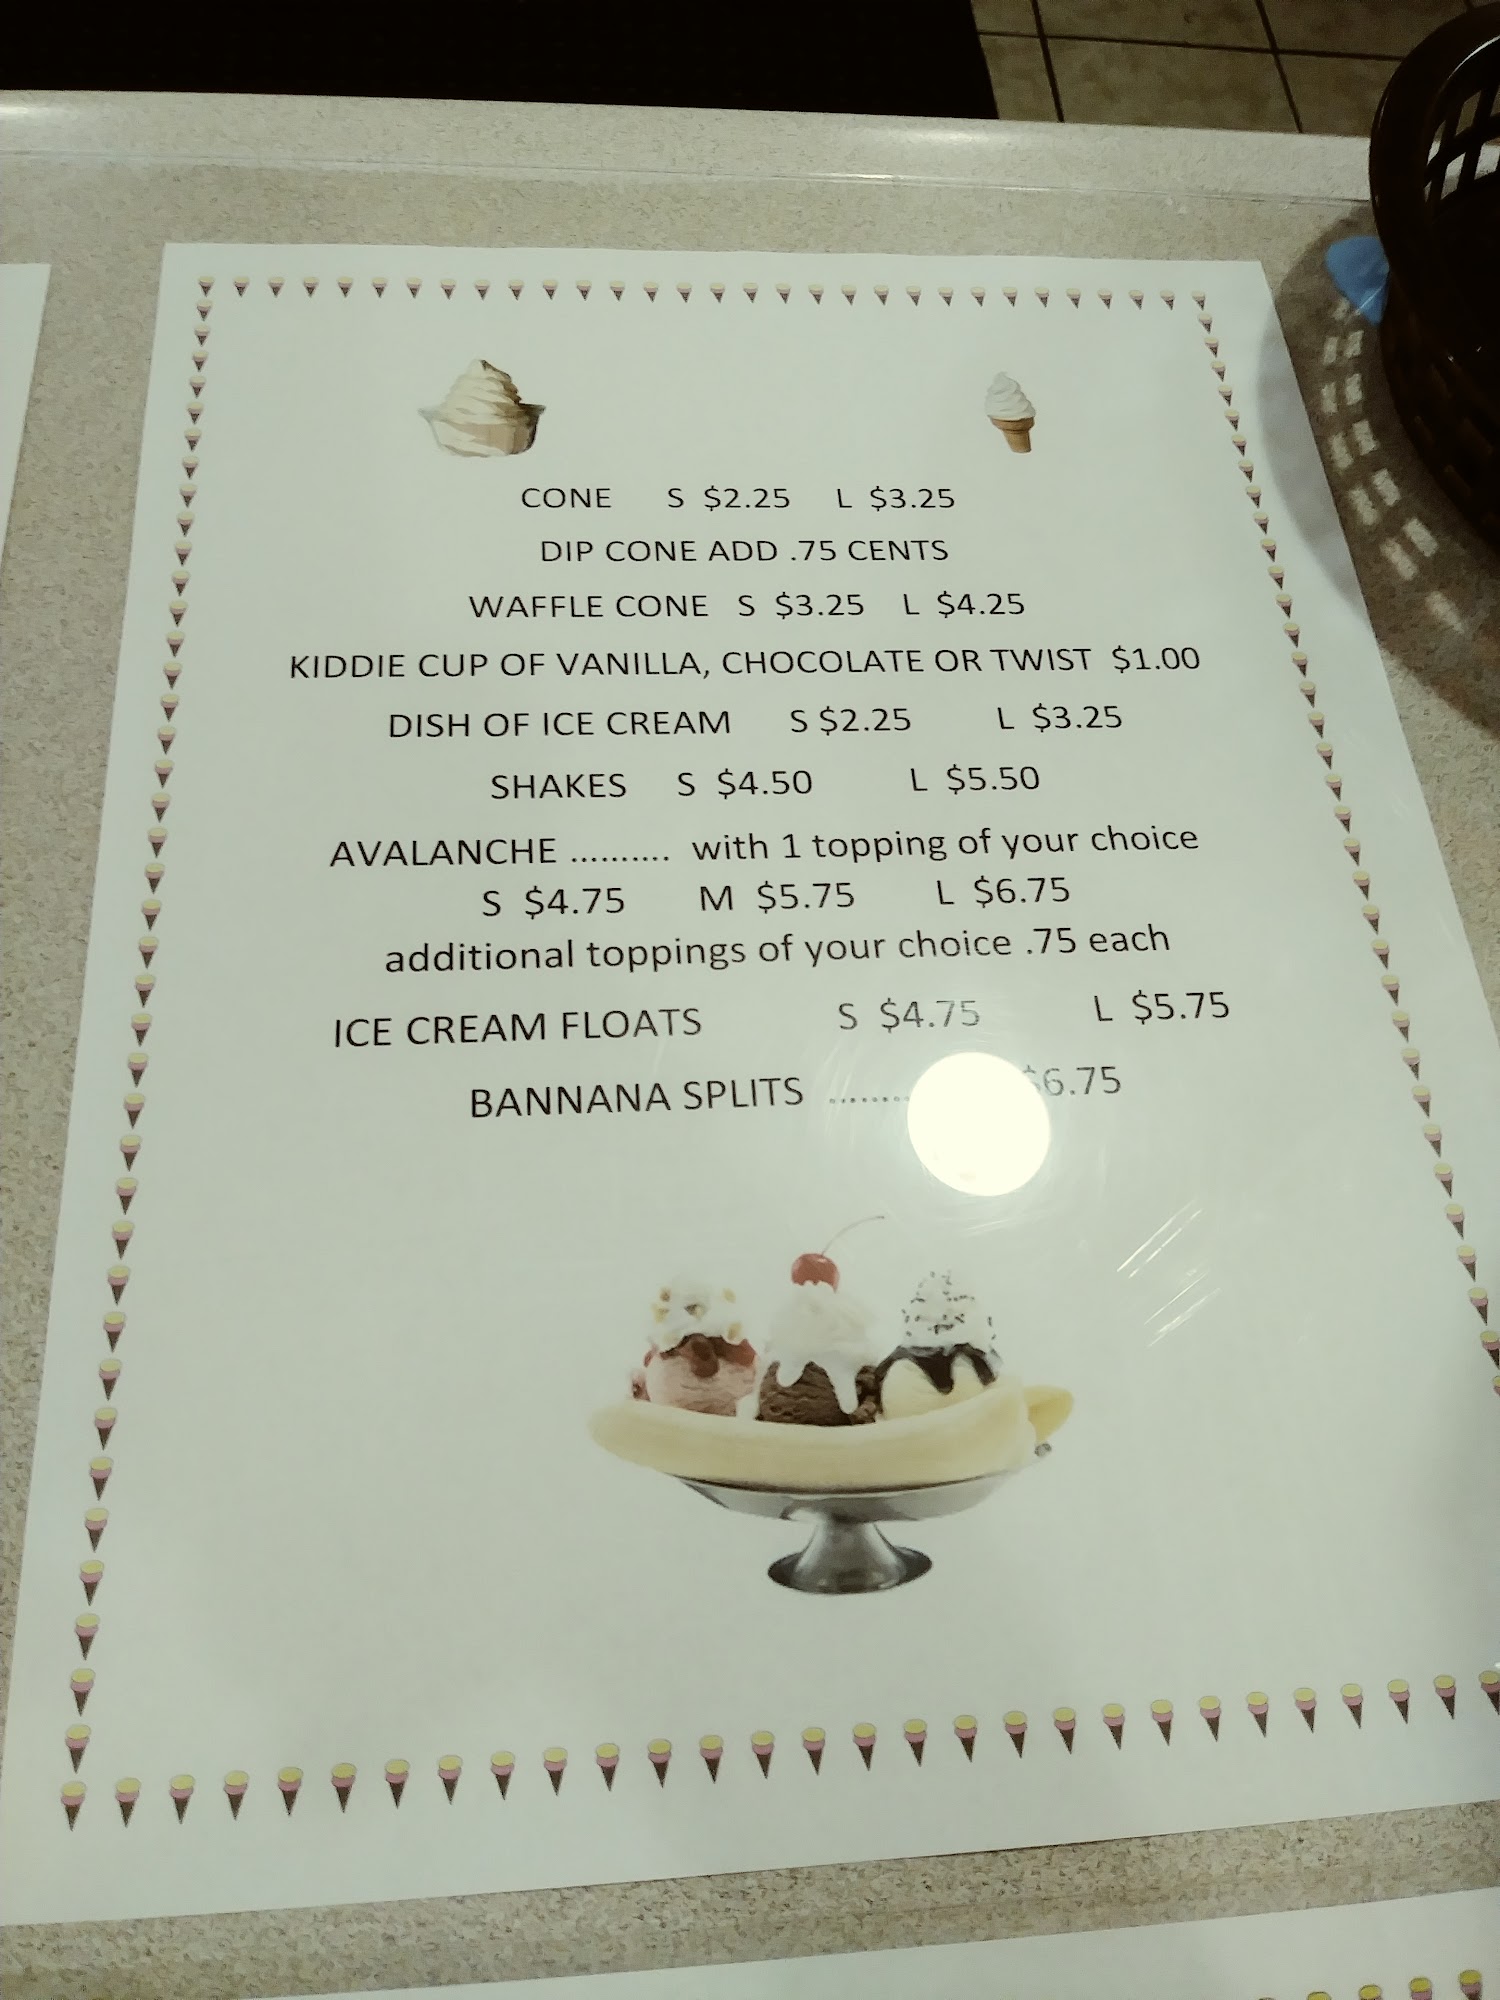 CONE S $2.25 L $3.25
DIP CONE ADD .75 CENTS
WAFFLE CONE S $3.25 L $4.25
KIDDIE CUP OF VANILLA, CHOCOLATE OR TWIST $1.00
DISH OF ICE CREAM S $2.25 L $3.25
SHAKES S $4.50 L $5.50
AVALANCHE .......... with 1 topping of your choice
S $4.75 M $5.75 L $6.75
additional toppings of your choice .75 each
ICE CREAM FLOATS S $4.75 L $5.75
BANNANA SPLITS ........ $6.75